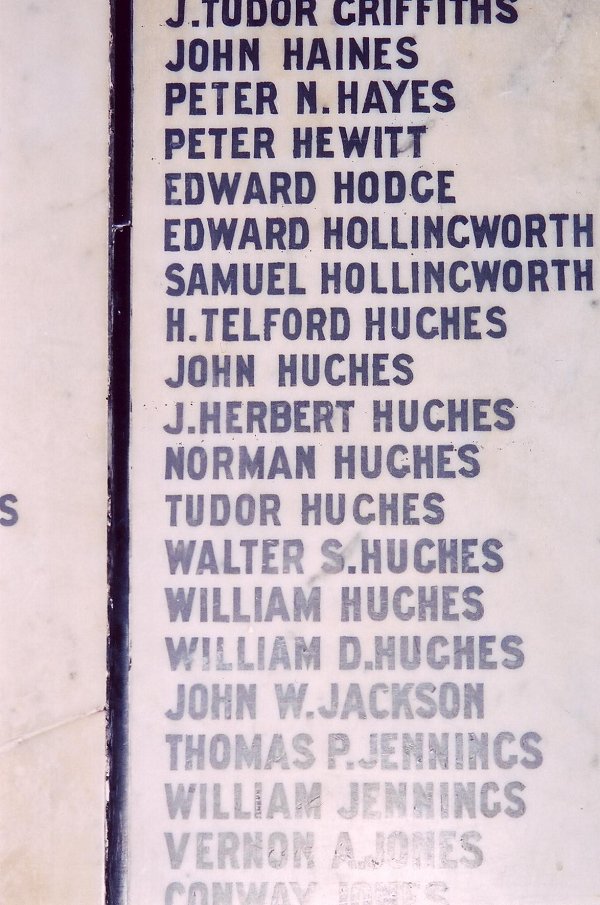 J.TUDOR GRIFFITHS
JOHN HAINES
PETER N.HAYES
PETER HEWITT
EDWARD HODGE
EDWARD HOLLINGWORTH
SAMUEL HOLLINGWORTH
H.TELFORD HUGHES
JOHN HUGHES
J.HERBERT HUGHES
NORMAN HUGHES
S
TUDOR HUGHES
WALTER S.HUGHES
WILLIAM HUGHES
WILLIAM D.HUGHES
JOHN W.JACKSON
THOMAS P.JENNINGS
WILLIAM JENNINGS
VERNON A.JONES
CONWAY JONES